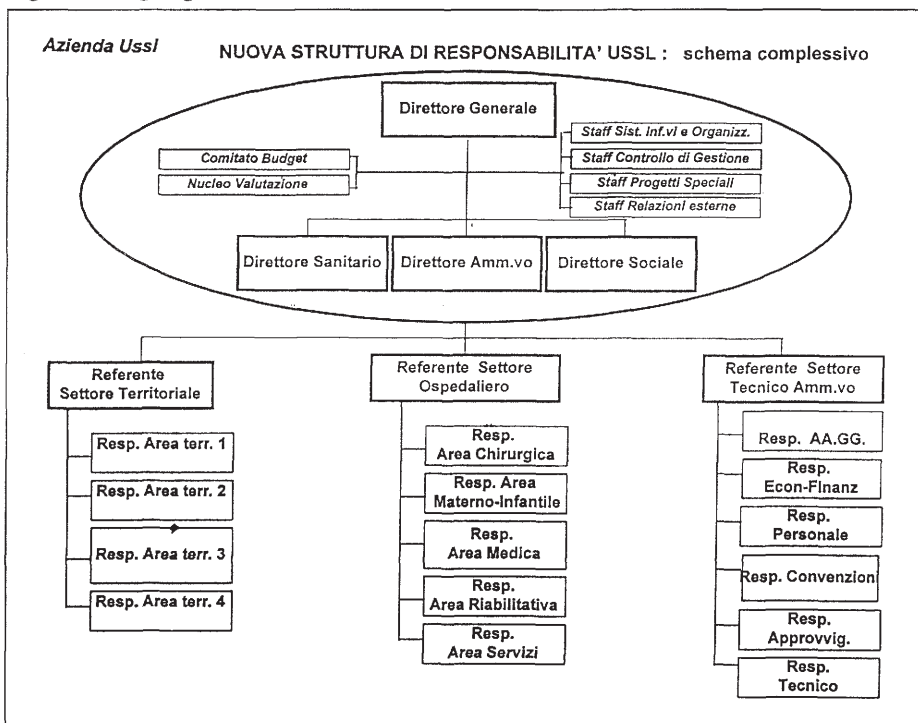 Azienda Ussl
NUOVA STRUTTURA DI RESPONSABILITA' USSL : schema complessivo
Direttore Generale
Comitato Budget
Nucleo Valutazione
Staff Sist. Inf.vi e Organizz.
Staff Controllo di Gestione
Staff Progetti Speciali
Staff Relazioni esterne
Direttore Sanitario
Direttore Amm.vo
Direttore Sociale
Referente
Settore Territoriale
Resp. Area terr. 1
Resp. Area terr. 2
Resp. Area terr. 3
Resp. Area terr. 4
Referente Settore
Ospedaliero
Resp.
Area Chirurgica
Resp. Area
Materno-Infantile
Resp.
Area Medica
Resp.
Area Riabilitativa
Resp.
Area Servizi
Referente Settore
Tecnico Amm.vo
Resp. AA.GG.
Resp.
Econ-Finanz
Resp.
Personale
Resp. Convenzioni
Resp.
Approvvig.
Resp.
Tecnico